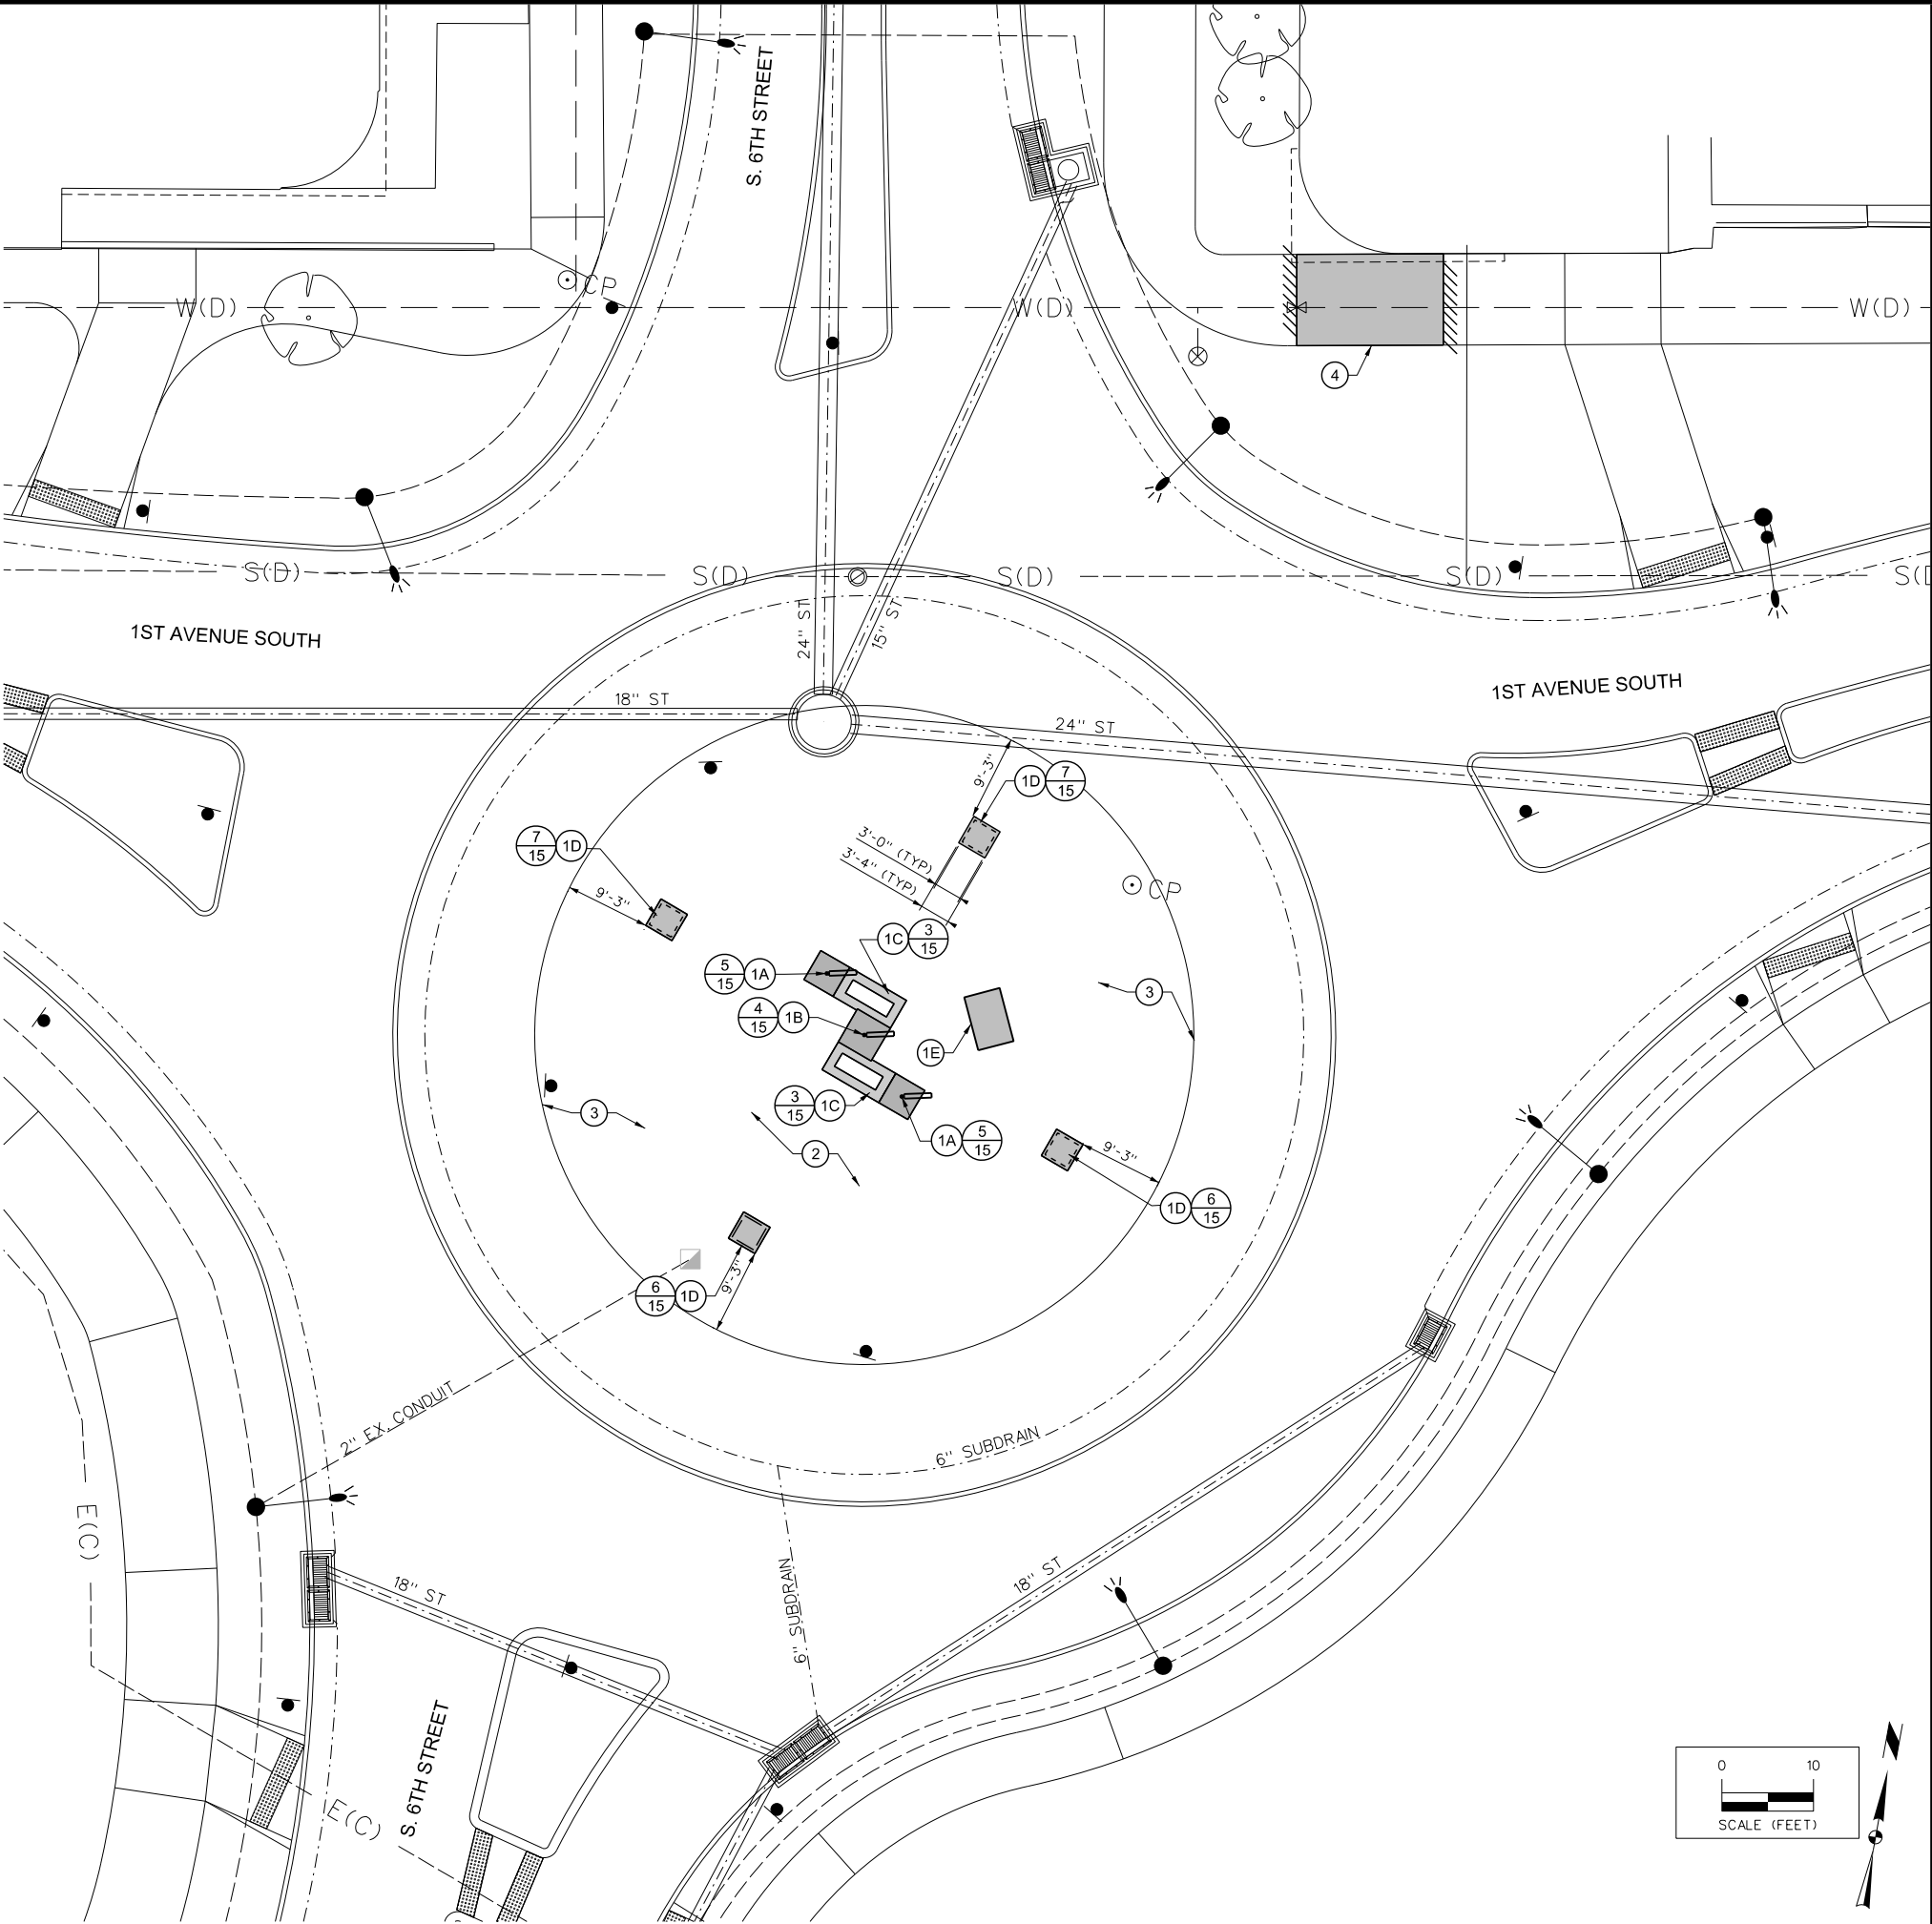 S. 6TH STREET
CP
W(D)
W(D)
W(D)
4
S(D)
S(D)
S(D)
S(D)
S(D
1ST AVENUE SOUTH
24" ST
15" ST
1ST AVENUE SOUTH
18" ST
24" ST
9'-3"
1D
7
15
7
15
1D
3'-0" (TYP)
3'-4" (TYP)
CP
9'-3"
1C
3
15
5
15
1A
3
4
15
1B
1E
3
15
1C
3
1A
5
15
2
9'-3"
1D
6
15
6
15
1D
9'-3"
2" EX. CONDUIT
6" SUBDRAIN
E(C)
18" ST
18" ST
6" SUBDRAIN
S. 6TH STREET
E(C)
N
0 10
SCALE (FEET)